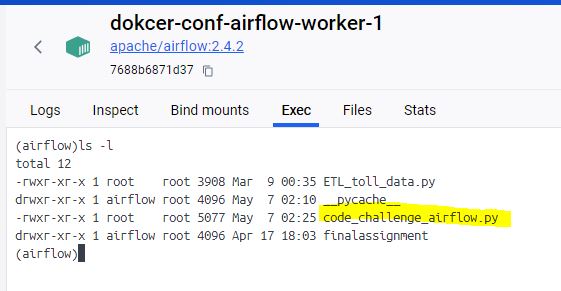 dokcer-conf-airflow-worker-1
apache/airflow:2.4.2
7688b6871d37
Logs Inspect Bind mounts Exec Files Stats
(airflow)ls -l
total 12
-rwxr-xr-x 1 root    root 3908 Mar  9 00:35 ETL_toll_data.py
drwxr-xr-x 1 airflow root 4096 May  7 02:10 __pycache__
-rwxr-xr-x 1 root    root 5077 May  7 02:25 code_challenge_airflow.py
drwxr-xr-x 1 airflow root 4096 Apr 17 18:03 finalassignment
(airflow)